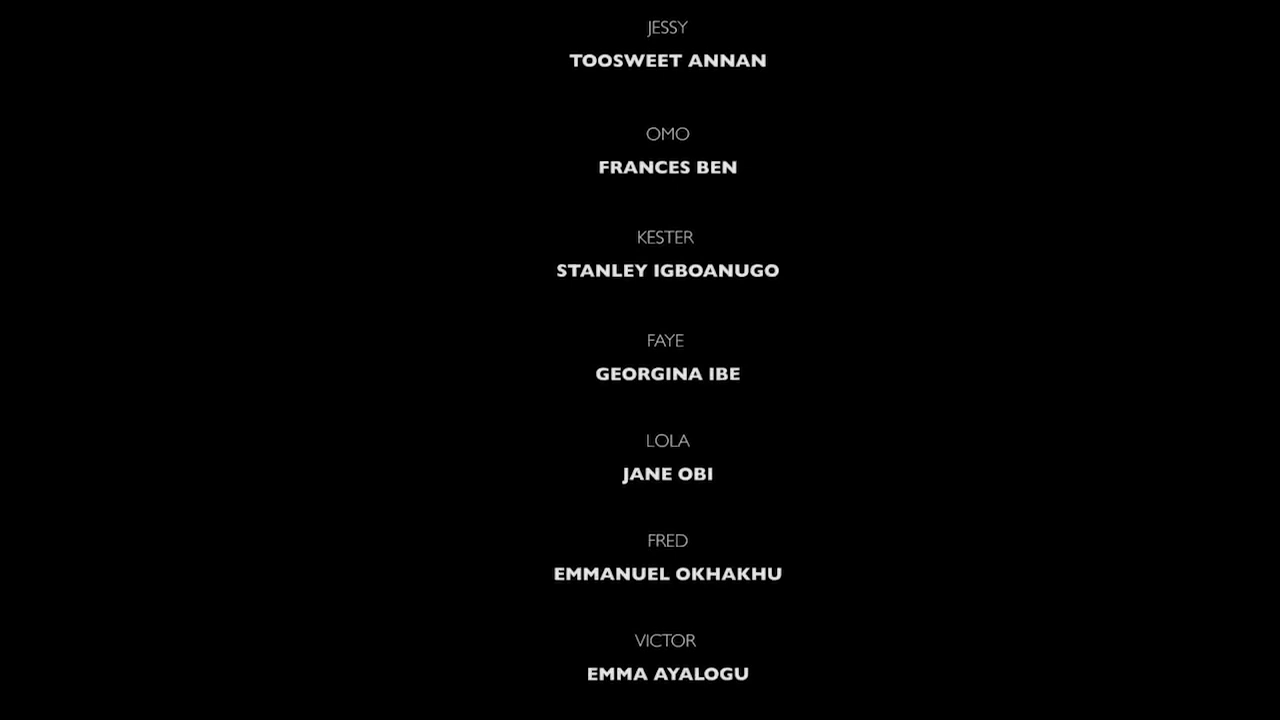 JESSY
TOOSWEET ANNAN
OMO
FRANCES BEN
KESTER
STANLEY IGBOANUGO
FAYE
GEORGINA IBE
LOLA
JANE OBI
FRED
EMMANUEL OKHAKHU
VICTOR
EMMA AYALOGU